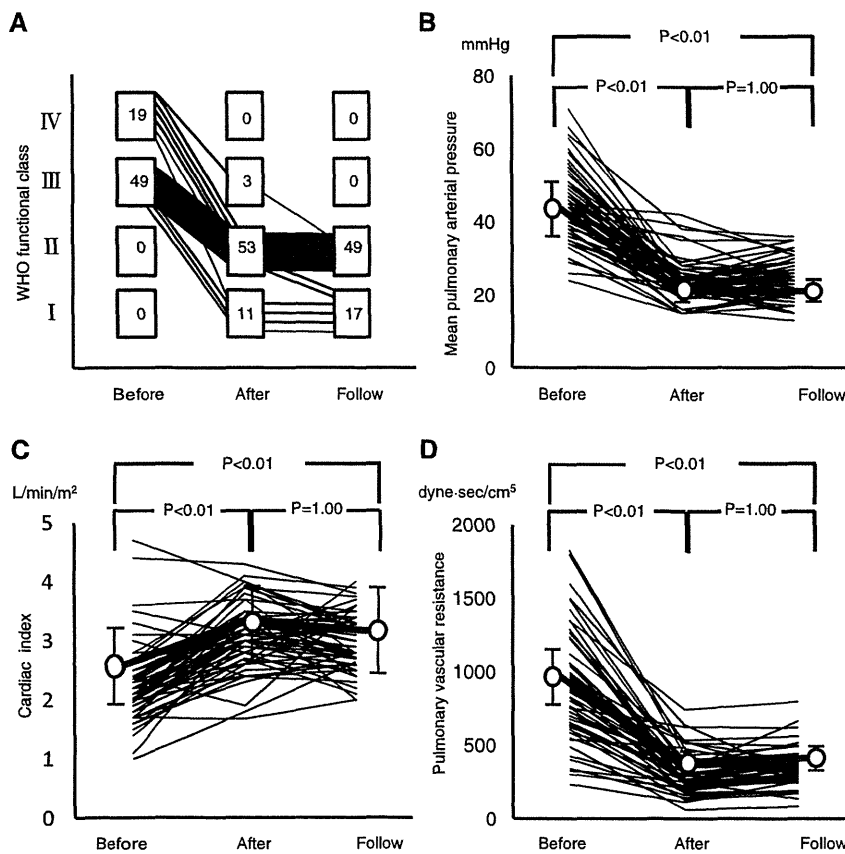 A
WHO functional class
IV 19 0 0
III 49 3 0
II 0 53 49
I 0 11 17
Before After Follow
B
mmHg
P<0.01
P<0.01 P=1.00
Mean pulmonary arterial pressure
80
60
40
20
0
Before After Follow
C
L/min/m²
P<0.01
P<0.01 P=1.00
Cardiac index
5
4
3
2
1
0
Before After Follow
D
dyne·sec/cm⁵
P<0.01
P<0.01 P=1.00
Pulmonary vascular resistance
2000
1500
1000
500
0
Before After Follow